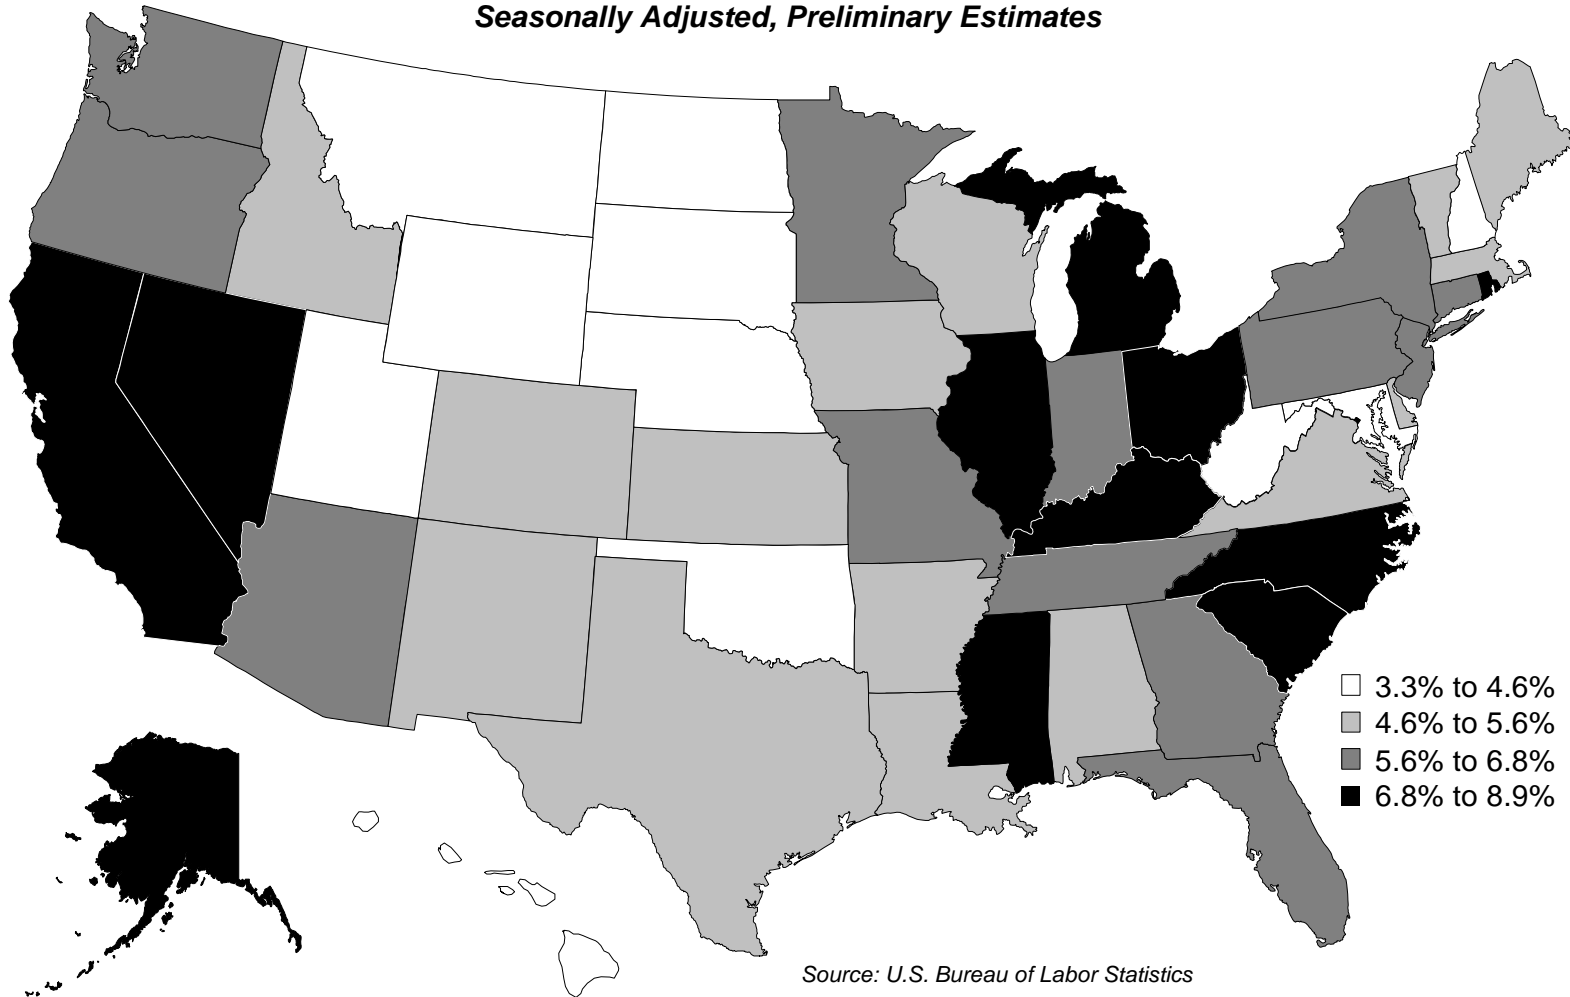 Seasonally Adjusted, Preliminary Estimates
3.3% to 4.6%
4.6% to 5.6%
5.6% to 6.8%
6.8% to 8.9%
Source: U.S. Bureau of Labor Statistics